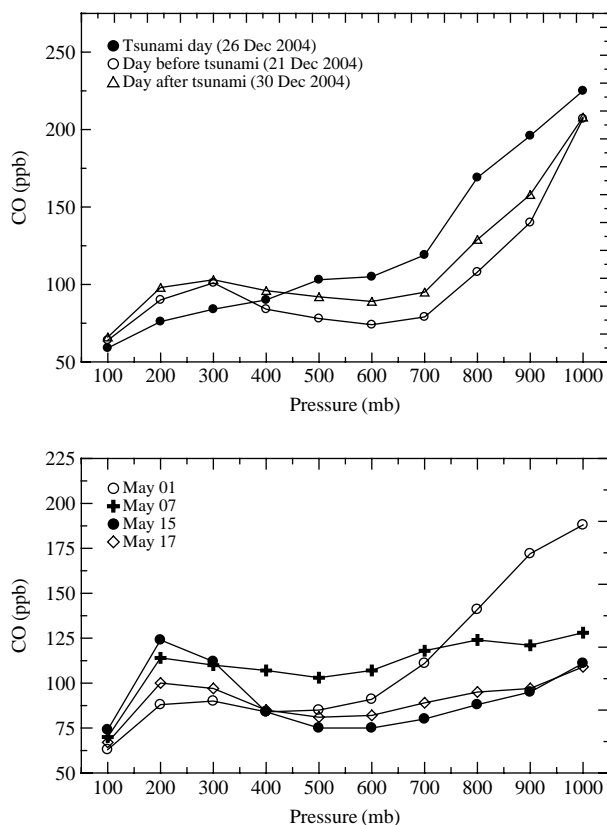 250
200
150
100
50
CO (ppb)
Tsunami day (26 Dec 2004)
Day before tsunami (21 Dec 2004)
Day after tsunami (30 Dec 2004)
100 200 300 400 500 600 700 800 900 1000
Pressure (mb)
225
200
175
150
125
100
75
50
CO (ppb)
May 01
May 07
May 15
May 17
100 200 300 400 500 600 700 800 900 1000
Pressure (mb)